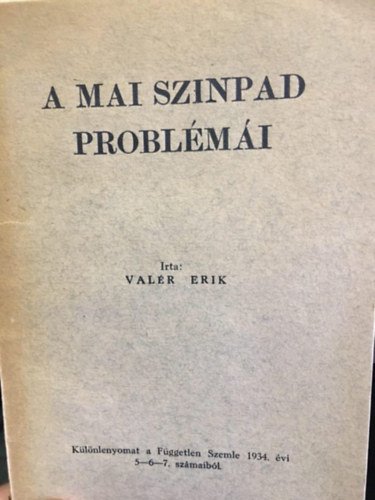 A MAI SZINPAD
PROBLÉMÁI
Irta:
VALÉR ERIK
Különlenyomat a Független Szemle 1934. évi
5—6—7. számaiból.